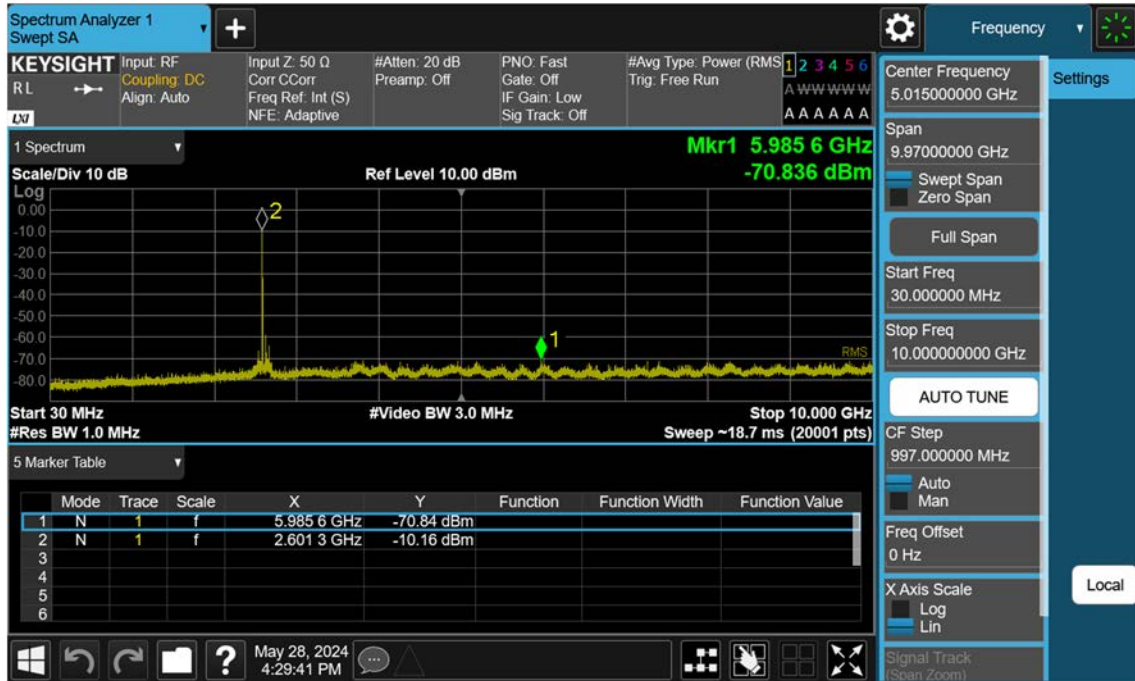 Spectrum Analyzer 1
Swept SA
+
Frequency
KEYSIGHT
R L
LXI
Input: RF
Coupling: DC
Align: Auto
Input Z: 50 Ω
Corr CCorr
Freq Ref: Int (S)
NFE: Adaptive
#Atten: 20 dB
Preamp: Off
PNO: Fast
Gate: Off
IF Gain: Low
Sig Track: Off
#Avg Type: Power (RMS
Trig: Free Run
1 2 3 4 5 6
A W W W W W
A A A A A A
Center Frequency
5.015000000 GHz
Settings
Span
9.97000000 GHz
Swept Span
Zero Span
Full Span
Start Freq
30.000000 MHz
Stop Freq
10.000000000 GHz
AUTO TUNE
CF Step
997.000000 MHz
Auto
Man
Freq Offset
0 Hz
X Axis Scale
Log
Lin
Signal Track
(Span Zoom)
Local
1 Spectrum
Scale/Div 10 dB
Ref Level 10.00 dBm
Mkr1 5.985 6 GHz
-70.836 dBm
Log
0.00
-10.0
-20.0
-30.0
-40.0
-50.0
-60.0
-70.0
-80.0
2
1
RMS
Start 30 MHz
#Video BW 3.0 MHz
Stop 10.000 GHz
#Res BW 1.0 MHz
Sweep ~18.7 ms (20001 pts)
5 Marker Table
Mode Trace Scale X Y Function Function Width Function Value
1 N 1 f 5.985 6 GHz -70.84 dBm
2 N 1 f 2.601 3 GHz -10.16 dBm
3
4
5
6
?
May 28, 2024
4:29:41 PM